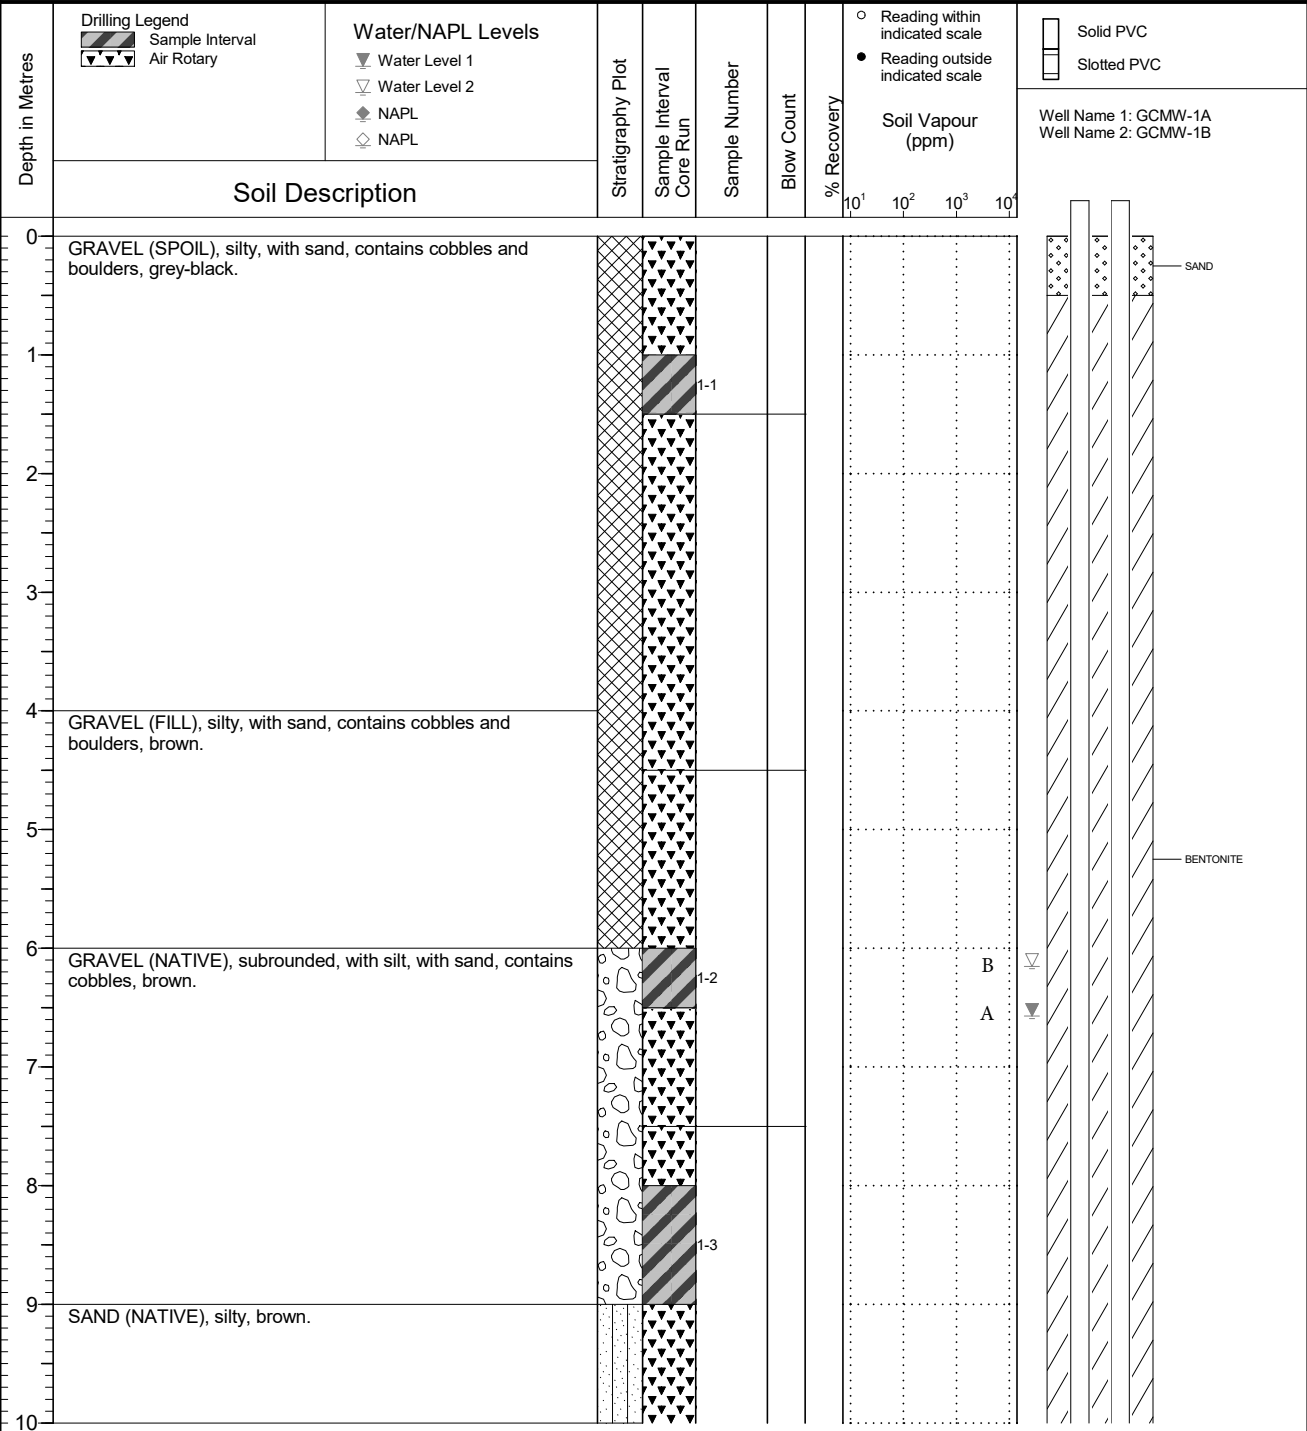 Depth in Metres
Drilling Legend
Sample Interval
Air Rotary
Water/NAPL Levels
Water Level 1
Water Level 2
NAPL
NAPL
Soil Description
Stratigraphy Plot
Sample Interval
Core Run
Sample Number
Blow Count
% Recovery
Reading within
indicated scale
Reading outside
indicated scale
Soil Vapour
(ppm)
10¹ 10² 10³ 10⁴
Solid PVC
Slotted PVC
Well Name 1: GCMW-1A
Well Name 2: GCMW-1B
0
GRAVEL (SPOIL), silty, with sand, contains cobbles and
boulders, grey-black.
SAND
1
1-1
2
3
4
GRAVEL (FILL), silty, with sand, contains cobbles and
boulders, brown.
5
BENTONITE
6
GRAVEL (NATIVE), subrounded, with silt, with sand, contains
cobbles, brown.
1-2
B
A
7
8
1-3
9
SAND (NATIVE), silty, brown.
10